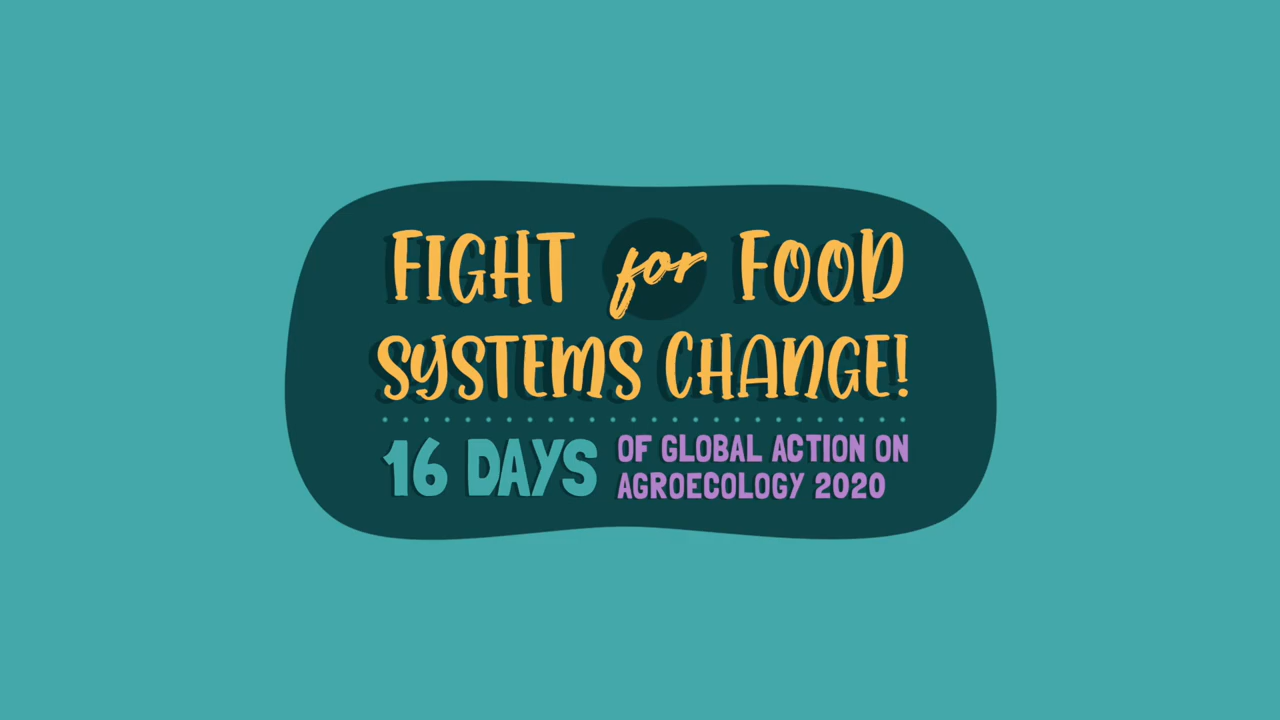 FIGHT for FOOD
SYSTEMS CHANGE!
16 DAYS OF GLOBAL ACTION ON
AGROECOLOGY 2020